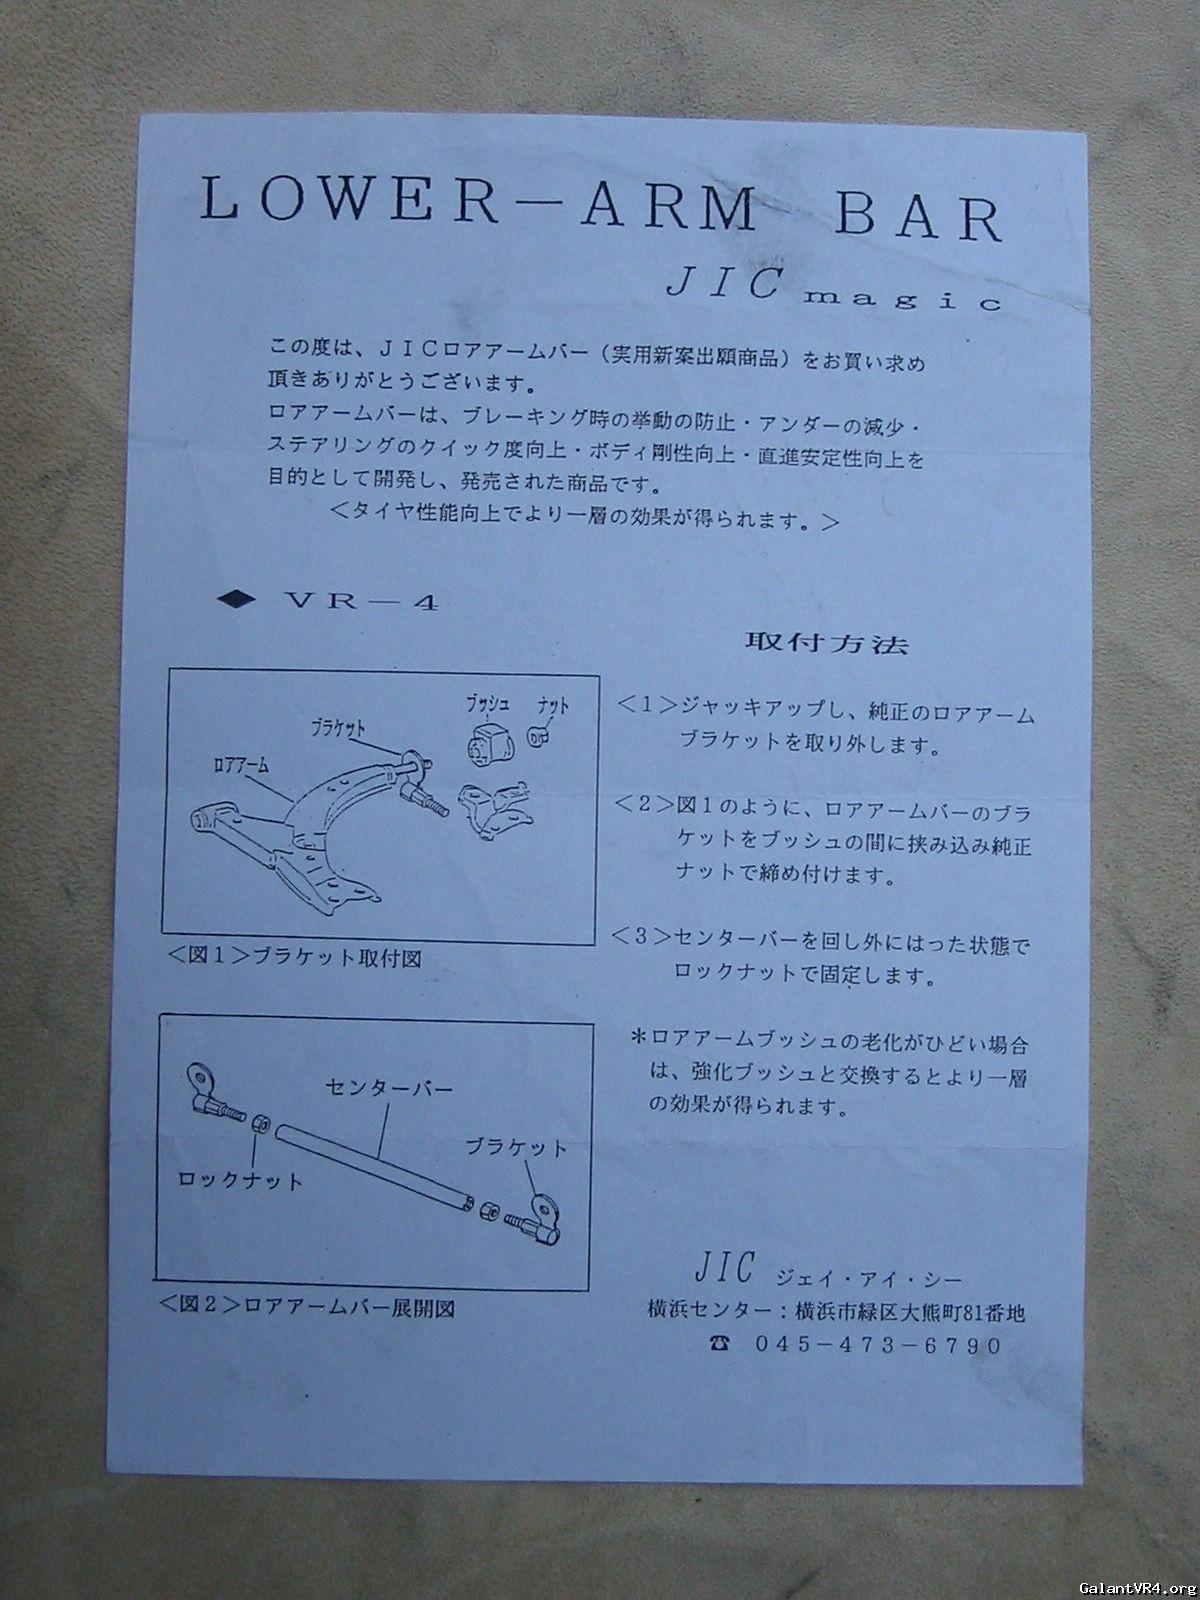 LOWER－ARM BAR
JIC magic
この度は、ＪＩＣロアアームバー（実用新案出願商品）をお買い求め
頂きありがとうございます。
ロアアームバーは、ブレーキング時の挙動の防止・アンダーの減少・
ステアリングのクイック度向上・ボディ剛性向上・直進安定性向上を
目的として開発し、発売された商品です。
＜タイヤ性能向上でより一層の効果が得られます。＞
◆ ＶＲ－４
取付方法
ブラケット
ブッシュ
ナット
ロアアーム
＜図１＞ブラケット取付図
＜１＞ジャッキアップし、純正のロアアーム
ブラケットを取り外します。
＜２＞図１のように、ロアアームバーのブラ
ケットをブッシュの間に挟み込み純正
ナットで締め付けます。
＜３＞センターバーを回し外にはった状態で
ロックナットで固定します。
＊ロアアームブッシュの老化がひどい場合
は、強化ブッシュと交換するとより一層
の効果が得られます。
センターバー
ブラケット
ロックナット
＜図２＞ロアアームバー展開図
JIC ジェイ・アイ・シー
横浜センター：横浜市緑区大熊町81番地
☎ ０４５－４７３－６７９０
GalantVR4.org